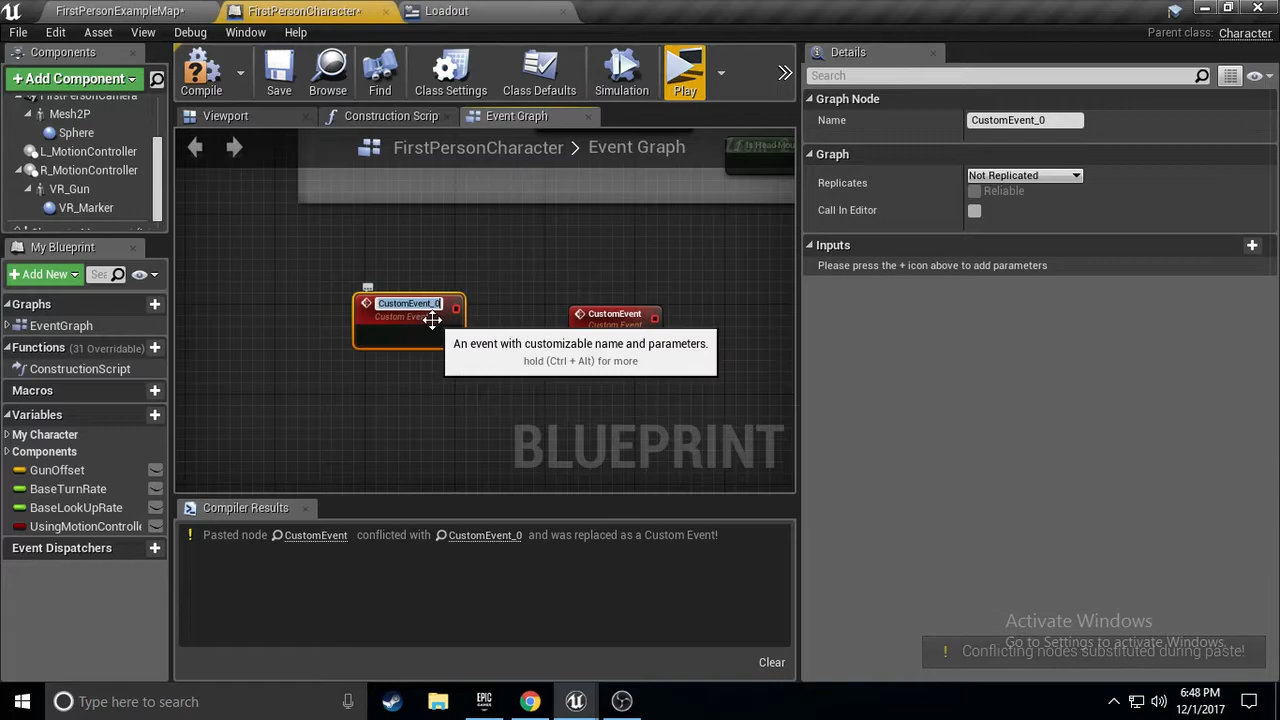 FirstPersonExampleMap*
FirstPersonCharacter*
Loadout
File Edit Asset View Debug Window Help
Parent class: Character
Components
Details
+ Add Component
Search
Compile
Save
Browse
Find
Class Settings
Class Defaults
Simulation
Play
FirstPersonCamera
Mesh2P
Sphere
L_MotionController
R_MotionController
VR_Gun
VR_Marker
Graph Node
Name CustomEvent_0
Graph
Replicates Not Replicated
Reliable
Call In Editor
Inputs
Please press the + icon above to add parameters
Viewport
Construction Scrip
Event Graph
FirstPersonCharacter > Event Graph
My Blueprint
+ Add New
Sea
Graphs
EventGraph
Functions (31 Overridable)
ConstructionScript
Macros
Variables
My Character
Components
GunOffset
BaseTurnRate
BaseLookUpRate
UsingMotionControlle
Event Dispatchers
CustomEvent_0
Custom Even
CustomEvent
Custom Event
An event with customizable name and parameters.
hold (Ctrl + Alt) for more
BLUEPRINT
Compiler Results
! Pasted node CustomEvent conflicted with CustomEvent_0 and was replaced as a Custom Event!
Clear
Activate Windows
Go to Settings to activate Windows.
! Conflicting nodes substituted during paste!
Type here to search
EPIC GAMES
6:48 PM
12/1/2017